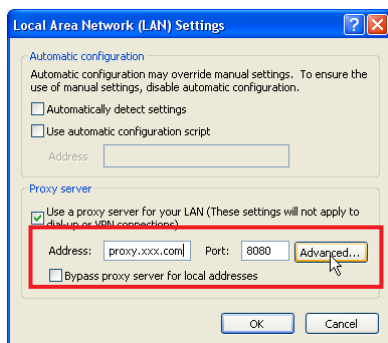 Local Area Network (LAN) Settings
Automatic configuration
Automatic configuration may override manual settings. To ensure the
use of manual settings, disable automatic configuration.
Automatically detect settings
Use automatic configuration script
Address
Proxy server
Use a proxy server for your LAN (These settings will not apply to
dial-up or VPN connections)
Address: proxy.xxx.com Port: 8080 Advanced...
Bypass proxy server for local addresses
OK Cancel